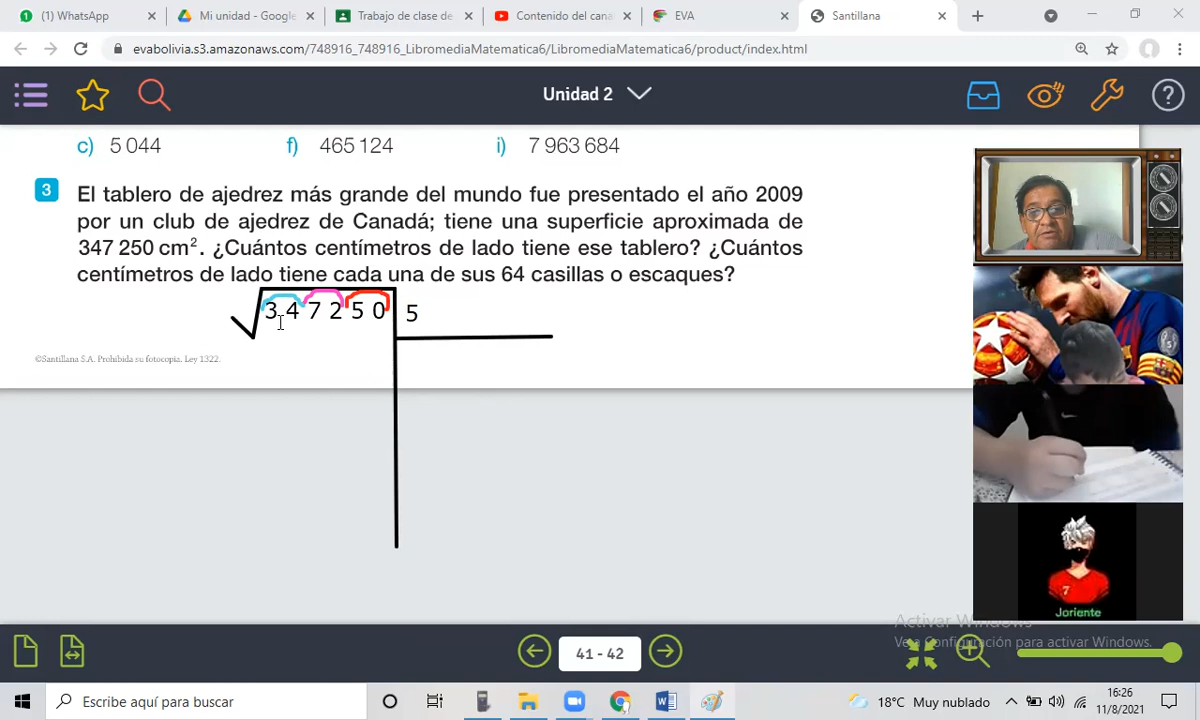 (1) WhatsApp
Mi unidad - Google
Trabajo de clase de
Contenido del cana
EVA
Santillana
evabolivia.s3.amazonaws.com/748916_748916_LibromediaMatematica6/LibromediaMatematica6/product/index.html
Unidad 2
c) 5 044 f) 465 124 i) 7 963 684
3 El tablero de ajedrez más grande del mundo fue presentado el año 2009
por un club de ajedrez de Canadá; tiene una superficie aproximada de
347 250 cm². ¿Cuántos centímetros de lado tiene ese tablero? ¿Cuántos
centímetros de lado tiene cada una de sus 64 casillas o escaques?
3 4 7 2 5 0 5
©Santillana S.A. Prohibida su fotocopia. Ley 1322.
7
Joriente
Activar Windows
Ve a Configuración para activar Windows.
41 - 42
Escribe aquí para buscar
18°C Muy nublado
16:26
11/8/2021